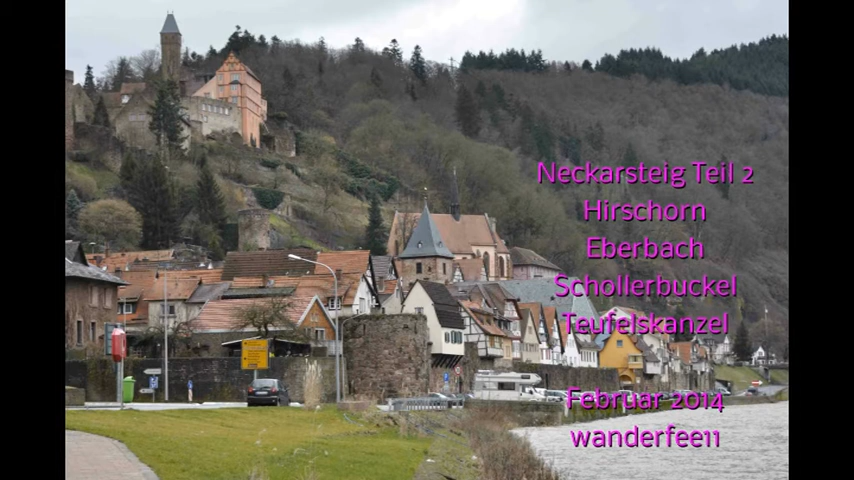 Neckarsteig Teil 2
Hirschorn
Eberbach
Schollerbuckel
Teufelskanzel
Februar 2014
wanderfee11